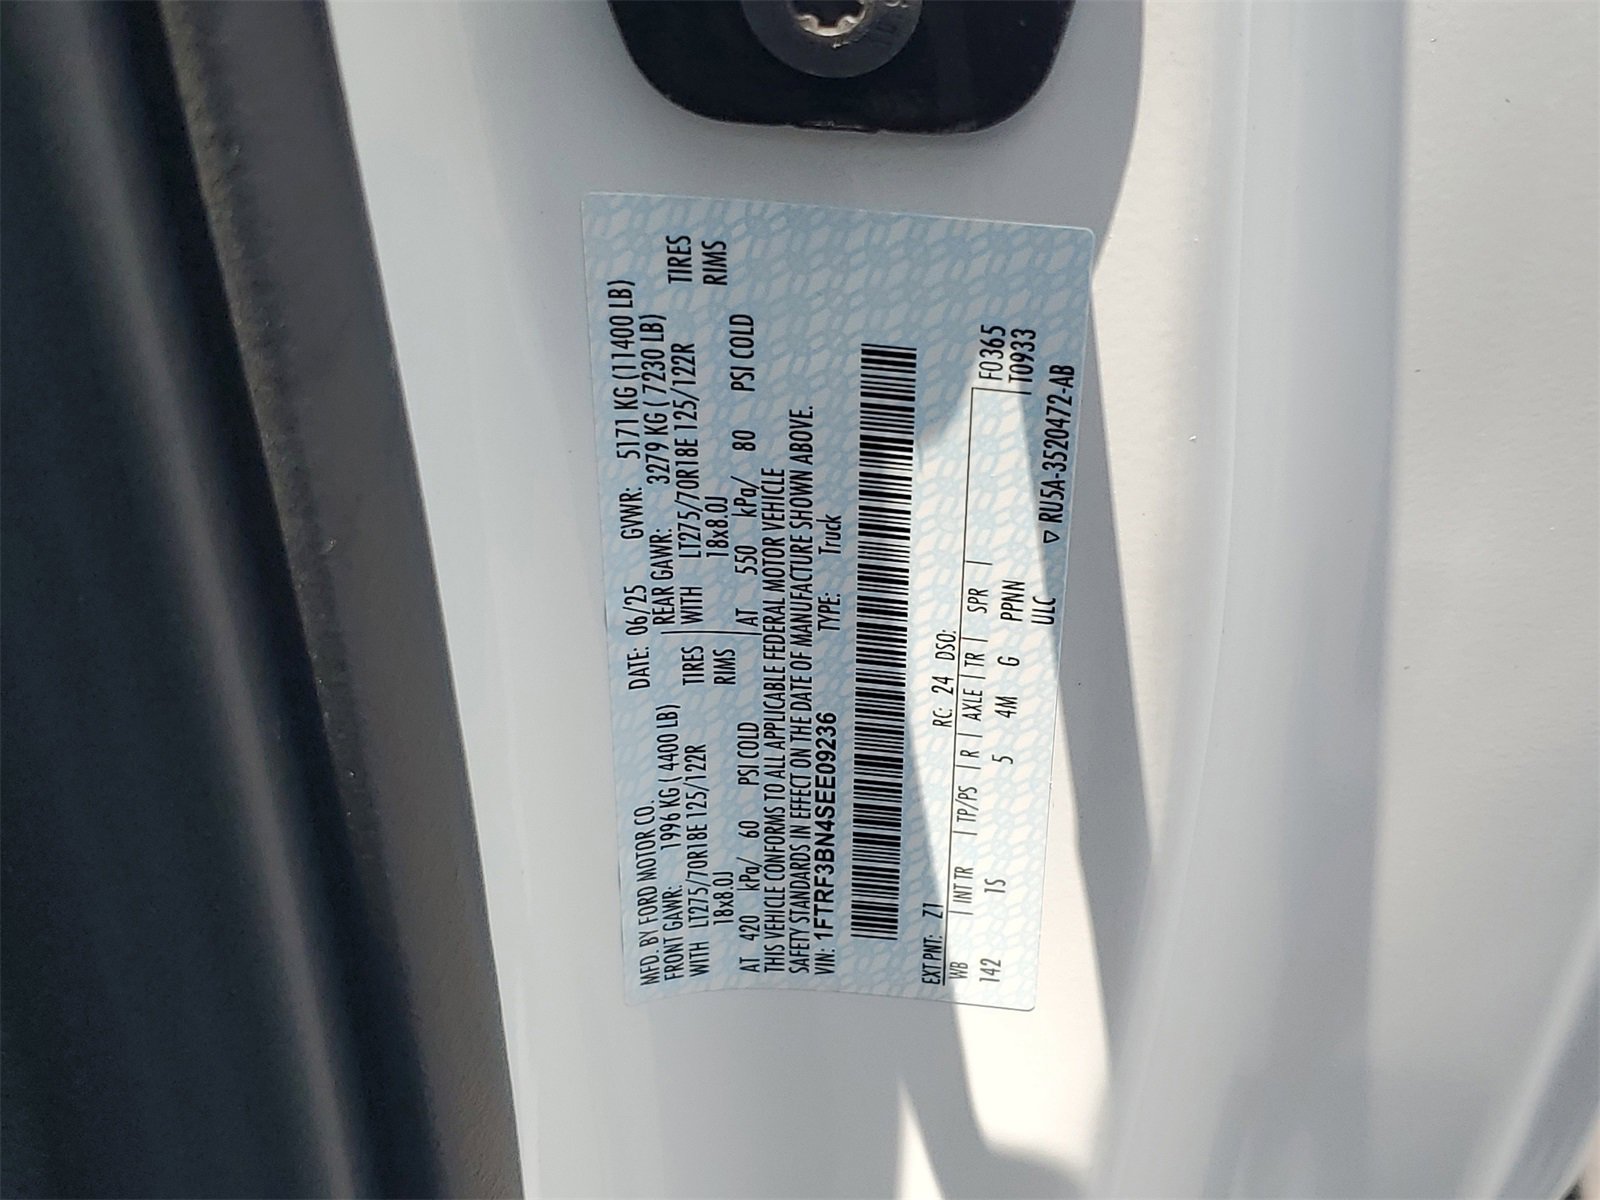 MFD. BY FORD MOTOR CO. DATE: 06/25 GVWR: 5171 KG (11400 LB)
FRONT GAWR: 1996 KG ( 4400 LB) REAR GAWR: 3279 KG ( 7230 LB)
WITH LT275/70R18E 125/122R TIRES WITH LT275/70R18E 125/122R TIRES
18x8.0J RIMS 18x8.0J RIMS
AT 420 kPa/ 60 PSI COLD AT 550 kPa/ 80 PSI COLD
THIS VEHICLE CONFORMS TO ALL APPLICABLE FEDERAL MOTOR VEHICLE
SAFETY STANDARDS IN EFFECT ON THE DATE OF MANUFACTURE SHOWN ABOVE.
VIN: 1FTRF3BN4SEE09236 TYPE: Truck
EXT PNT: Z1 RC: 24 DSO:
WB INT TR TP/PS R AXLE TR SPR F0365
142 1S 5 4M G PPNN T0933
ULC ▽ RU5A-3520472-AB